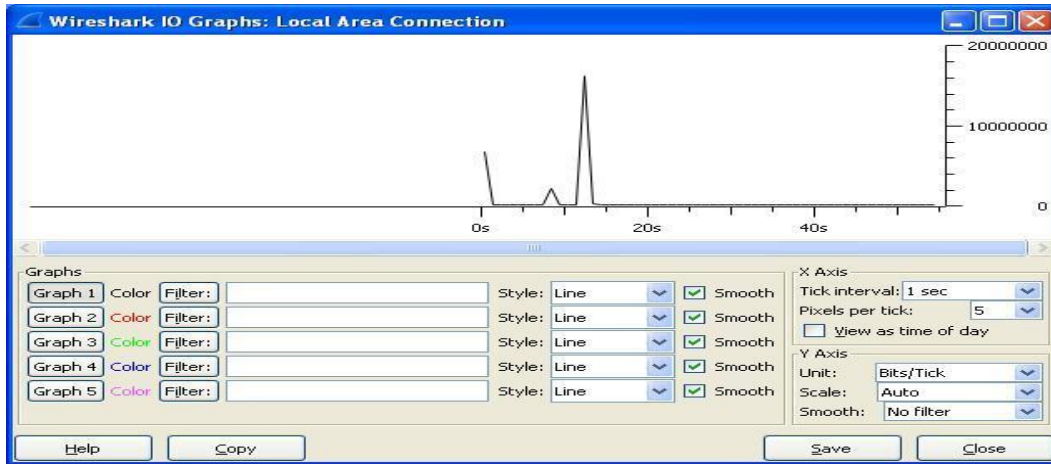 Wireshark IO Graphs: Local Area Connection
20000000
10000000
0
0s 20s 40s
Graphs
Graph 1 Color Filter: Style: Line Smooth
Graph 2 Color Filter: Style: Line Smooth
Graph 3 Color Filter: Style: Line Smooth
Graph 4 Color Filter: Style: Line Smooth
Graph 5 Color Filter: Style: Line Smooth
X Axis
Tick interval: 1 sec
Pixels per tick: 5
View as time of day
Y Axis
Unit: Bits/Tick
Scale: Auto
Smooth: No filter
Help Copy Save Close